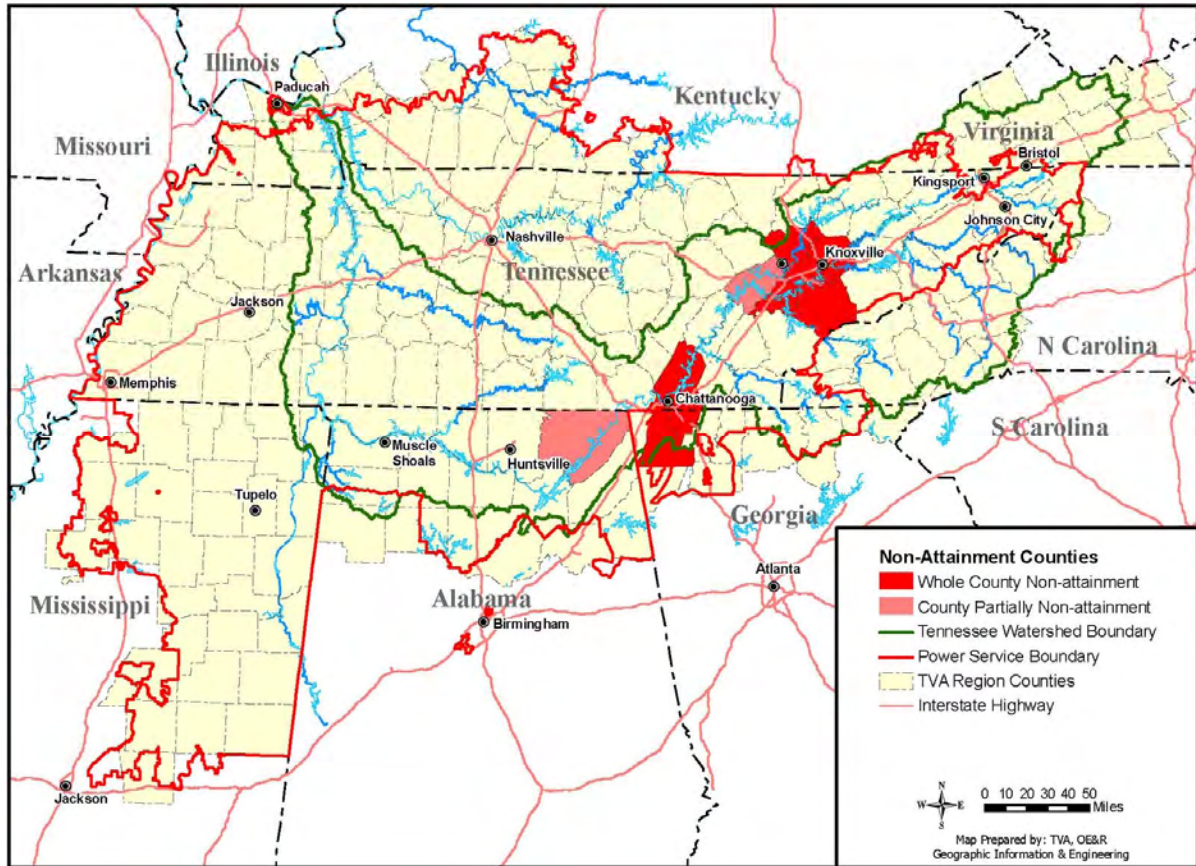 Illinois
Paducah
Kentucky
Missouri
Virginia
Bristol
Kingsport
Johnson City
Nashville
Tennessee
Knoxville
Arkansas
Jackson
N Carolina
Memphis
Chattanooga
S Carolina
Muscle
Shoals
Huntsville
Tupelo
Georgia
Atlanta
Mississippi
Alabama
Birmingham
Jackson
Non-Attainment Counties
Whole County Non-attainment
County Partially Non-attainment
Tennessee Watershed Boundary
Power Service Boundary
TVA Region Counties
Interstate Highway
N
W E
S
0 10 20 30 40 50
Miles
Map Prepared by: TVA, OE&R
Geographic Information & Engineering